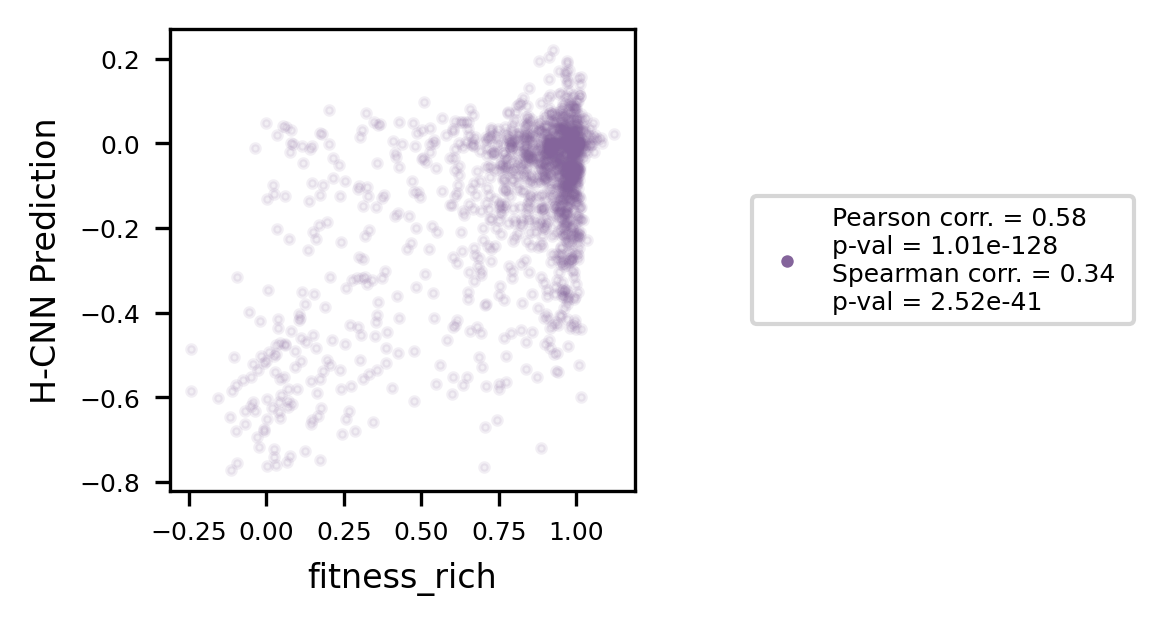 0.2
0.0
−0.2
−0.4
−0.6
−0.8
H-CNN Prediction
−0.25 0.00 0.25 0.50 0.75 1.00
fitness_rich
Pearson corr. = 0.58
p-val = 1.01e-128
Spearman corr. = 0.34
p-val = 2.52e-41